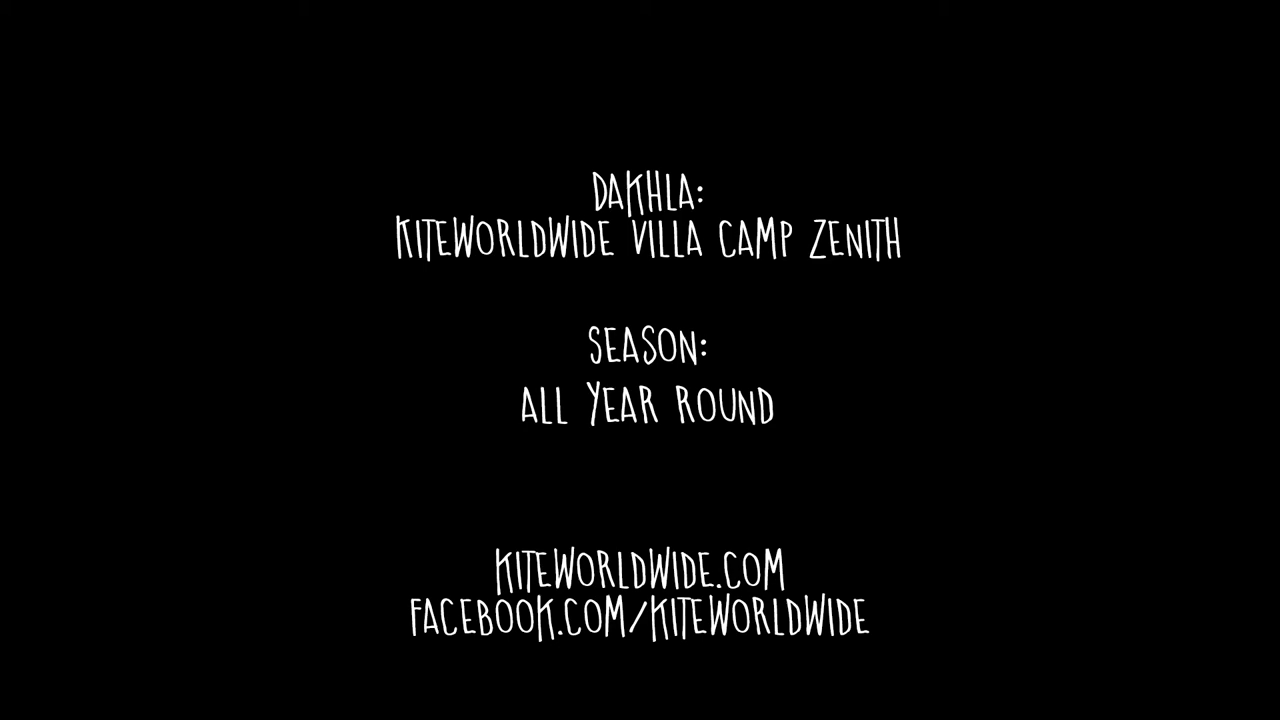 DAKHLA:
KITEWORLDWIDE VILLA CAMP ZENITH
SEASON:
ALL YEAR ROUND
KITEWORLDWIDE.COM
FACEBOOK.COM/KITEWORLDWIDE